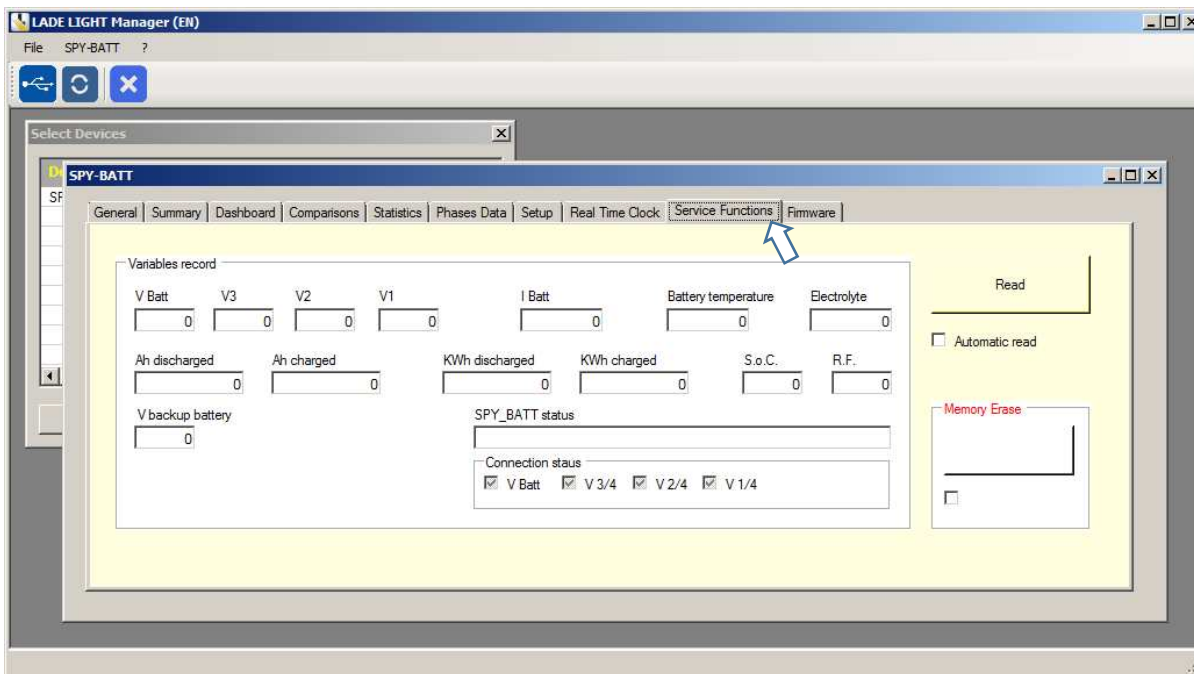 LADE LIGHT Manager (EN)
File SPY-BATT ?
Select Devices
SPY-BATT
General Summary Dashboard Comparisons Statistics Phases Data Setup Real Time Clock Service Functions Firmware
Variables record
V Batt V3 V2 V1 I Batt Battery temperature Electrolyte
0 0 0 0 0 0 0
Ah discharged Ah charged KWh discharged KWh charged S.o.C. R.F.
0 0 0 0 0 0
V backup battery SPY_BATT status
0
Connection staus
V Batt V 3/4 V 2/4 V 1/4
Read
Automatic read
Memory Erase